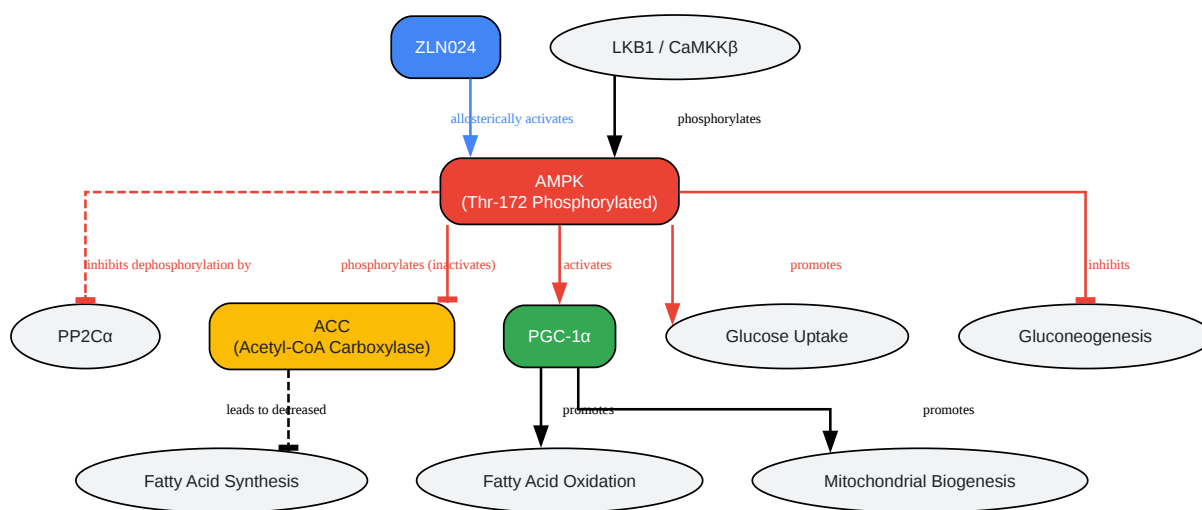 ZLN024
LKB1 / CaMKKβ
allosterically activates
phosphorylates
AMPK
(Thr-172 Phosphorylated)
inhibits dephosphorylation by
phosphorylates (inactivates)
activates
promotes
inhibits
PP2Cα
ACC
(Acetyl-CoA Carboxylase)
PGC-1α
Glucose Uptake
Gluconeogenesis
leads to decreased
promotes
promotes
Fatty Acid Synthesis
Fatty Acid Oxidation
Mitochondrial Biogenesis